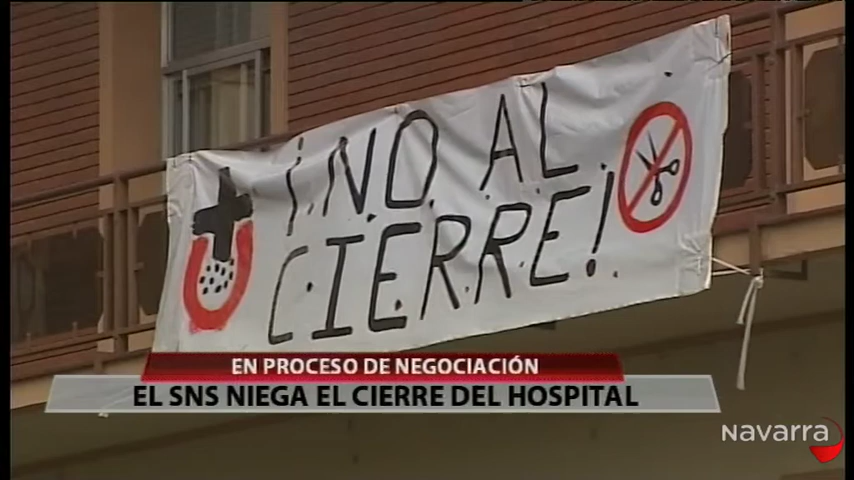 ¡NO AL
CIERRE!
EN PROCESO DE NEGOCIACIÓN
EL SNS NIEGA EL CIERRE DEL HOSPITAL
Navarra